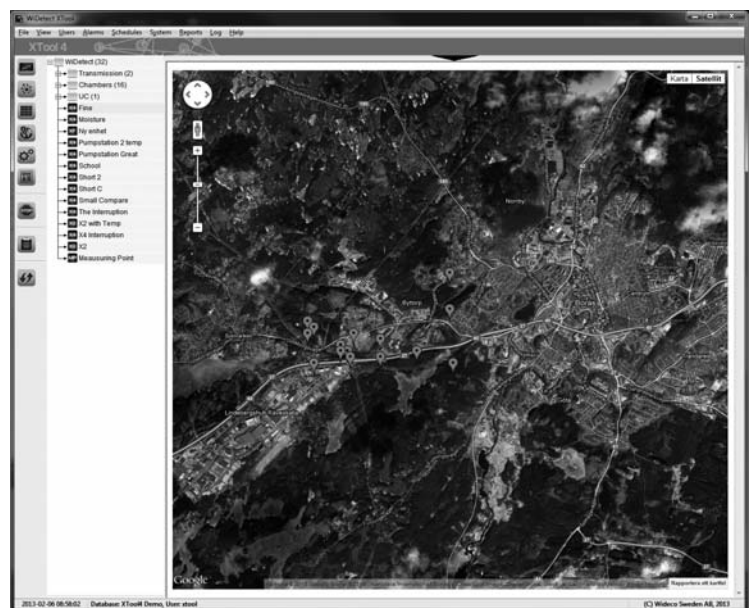 WiDetect XTool
File View Users Alarms Schedules System Reports Log Help
XTool 4
WiDetect (32)
Transmission (2)
Chambers (16)
UC (1)
Fine
Moisture
Ny enhet
Pumpstation 2 temp
Pumpstation Great
School
Short 2
Short C
Small Compare
The Interruption
X2 with Temp
X4 Interruption
X2
Meausuring Point
Karta Satellit
Norrby
Byttorp
Borås
Göta
Google
Rapportera ett kartfel
2013-02-06 08:58:02 Database: XTool4 Demo, User: xtool
(C) Wideco Sweden AB, 2013